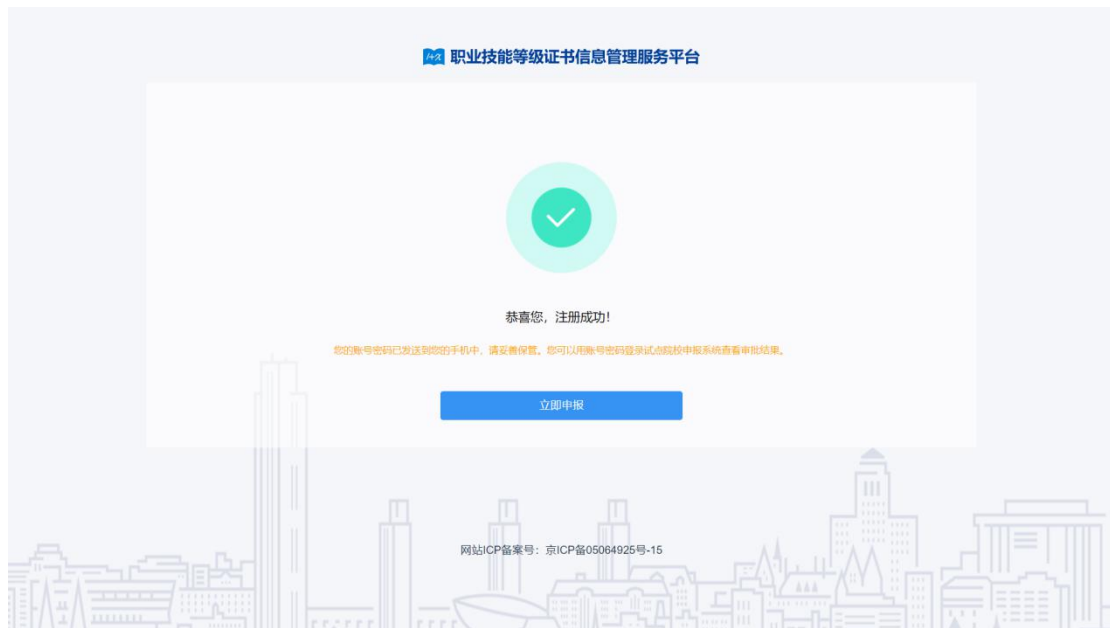 1+X 职业技能等级证书信息管理服务平台
恭喜您，注册成功！
您的账号密码已发送到您的手机中，请妥善保管。您可以用账号密码登录试点院校申报系统查看审批结果。
立即申报
网站ICP备案号：京ICP备05064925号-15